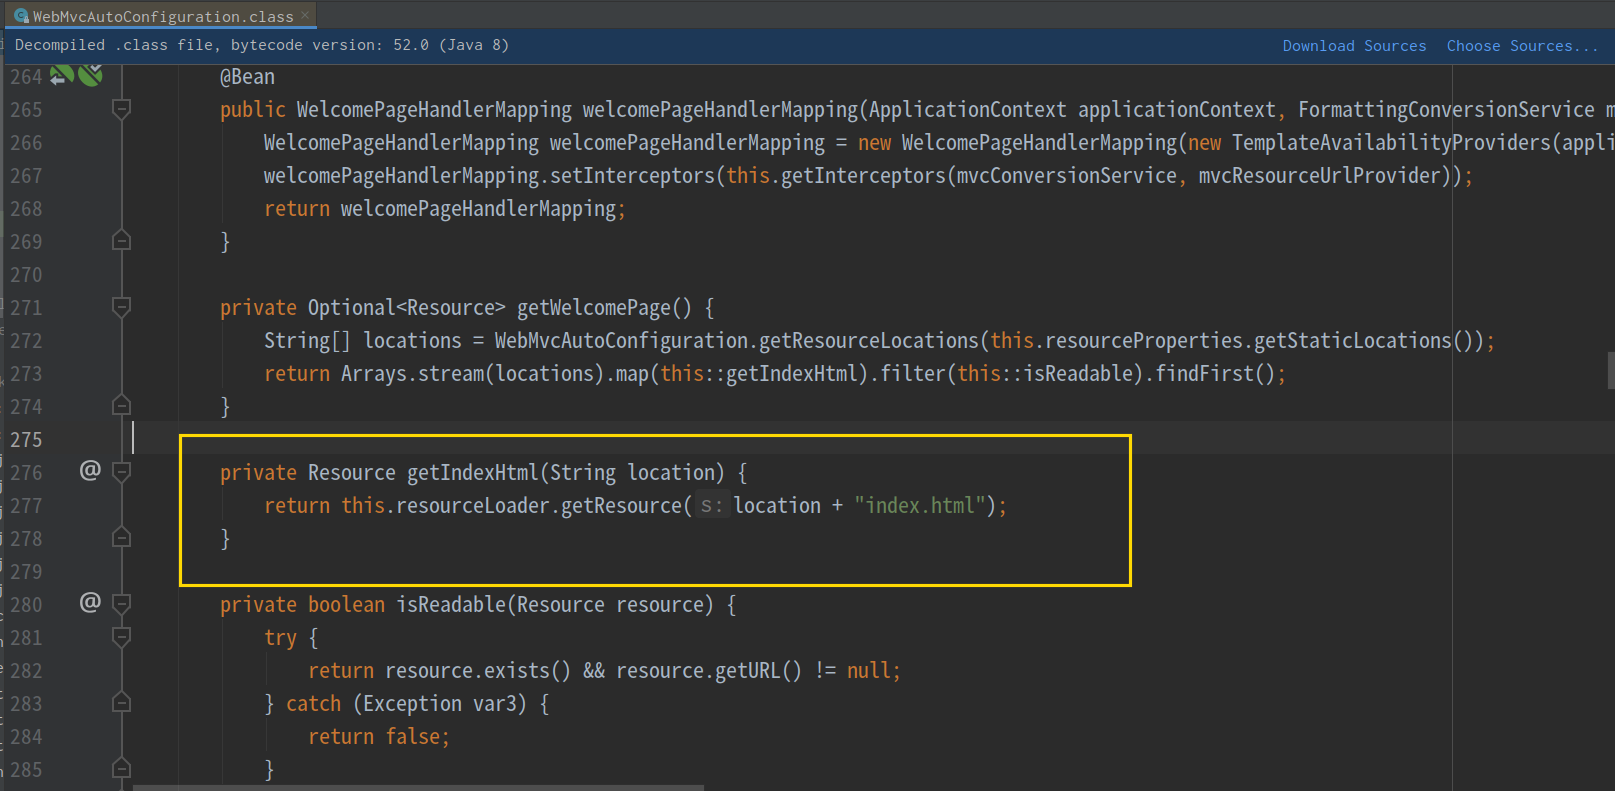 WebMvcAutoConfiguration.class
Decompiled .class file, bytecode version: 52.0 (Java 8) Download Sources Choose Sources...
264 @Bean
265 public WelcomePageHandlerMapping welcomePageHandlerMapping(ApplicationContext applicationContext, FormattingConversionService m
266 WelcomePageHandlerMapping welcomePageHandlerMapping = new WelcomePageHandlerMapping(new TemplateAvailabilityProviders(appli
267 welcomePageHandlerMapping.setInterceptors(this.getInterceptors(mvcConversionService, mvcResourceUrlProvider));
268 return welcomePageHandlerMapping;
269 }
270
271 private Optional<Resource> getWelcomePage() {
272 String[] locations = WebMvcAutoConfiguration.getResourceLocations(this.resourceProperties.getStaticLocations());
273 return Arrays.stream(locations).map(this::getIndexHtml).filter(this::isReadable).findFirst();
274 }
275
276 @ private Resource getIndexHtml(String location) {
277 return this.resourceLoader.getResource( s: location + "index.html");
278 }
279
280 @ private boolean isReadable(Resource resource) {
281 try {
282 return resource.exists() && resource.getURL() != null;
283 } catch (Exception var3) {
284 return false;
285 }